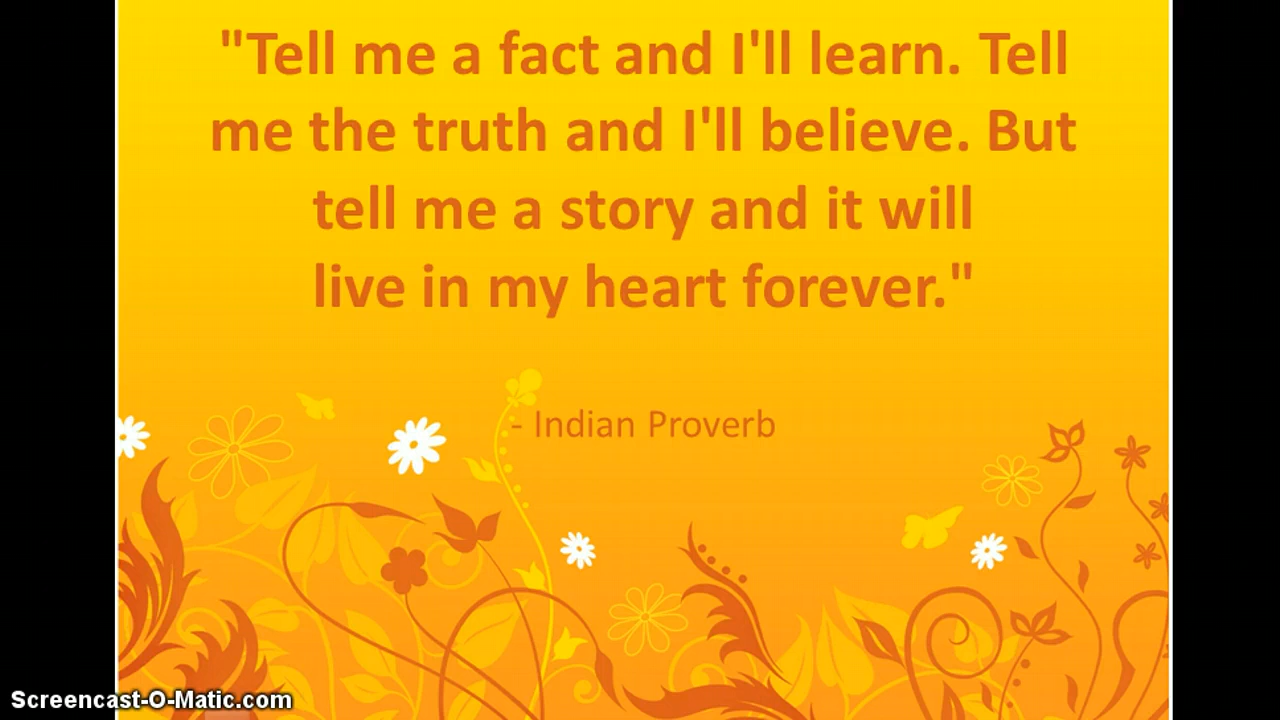 "Tell me a fact and I'll learn. Tell
me the truth and I'll believe. But
tell me a story and it will
live in my heart forever."
- Indian Proverb
Screencast-O-Matic.com